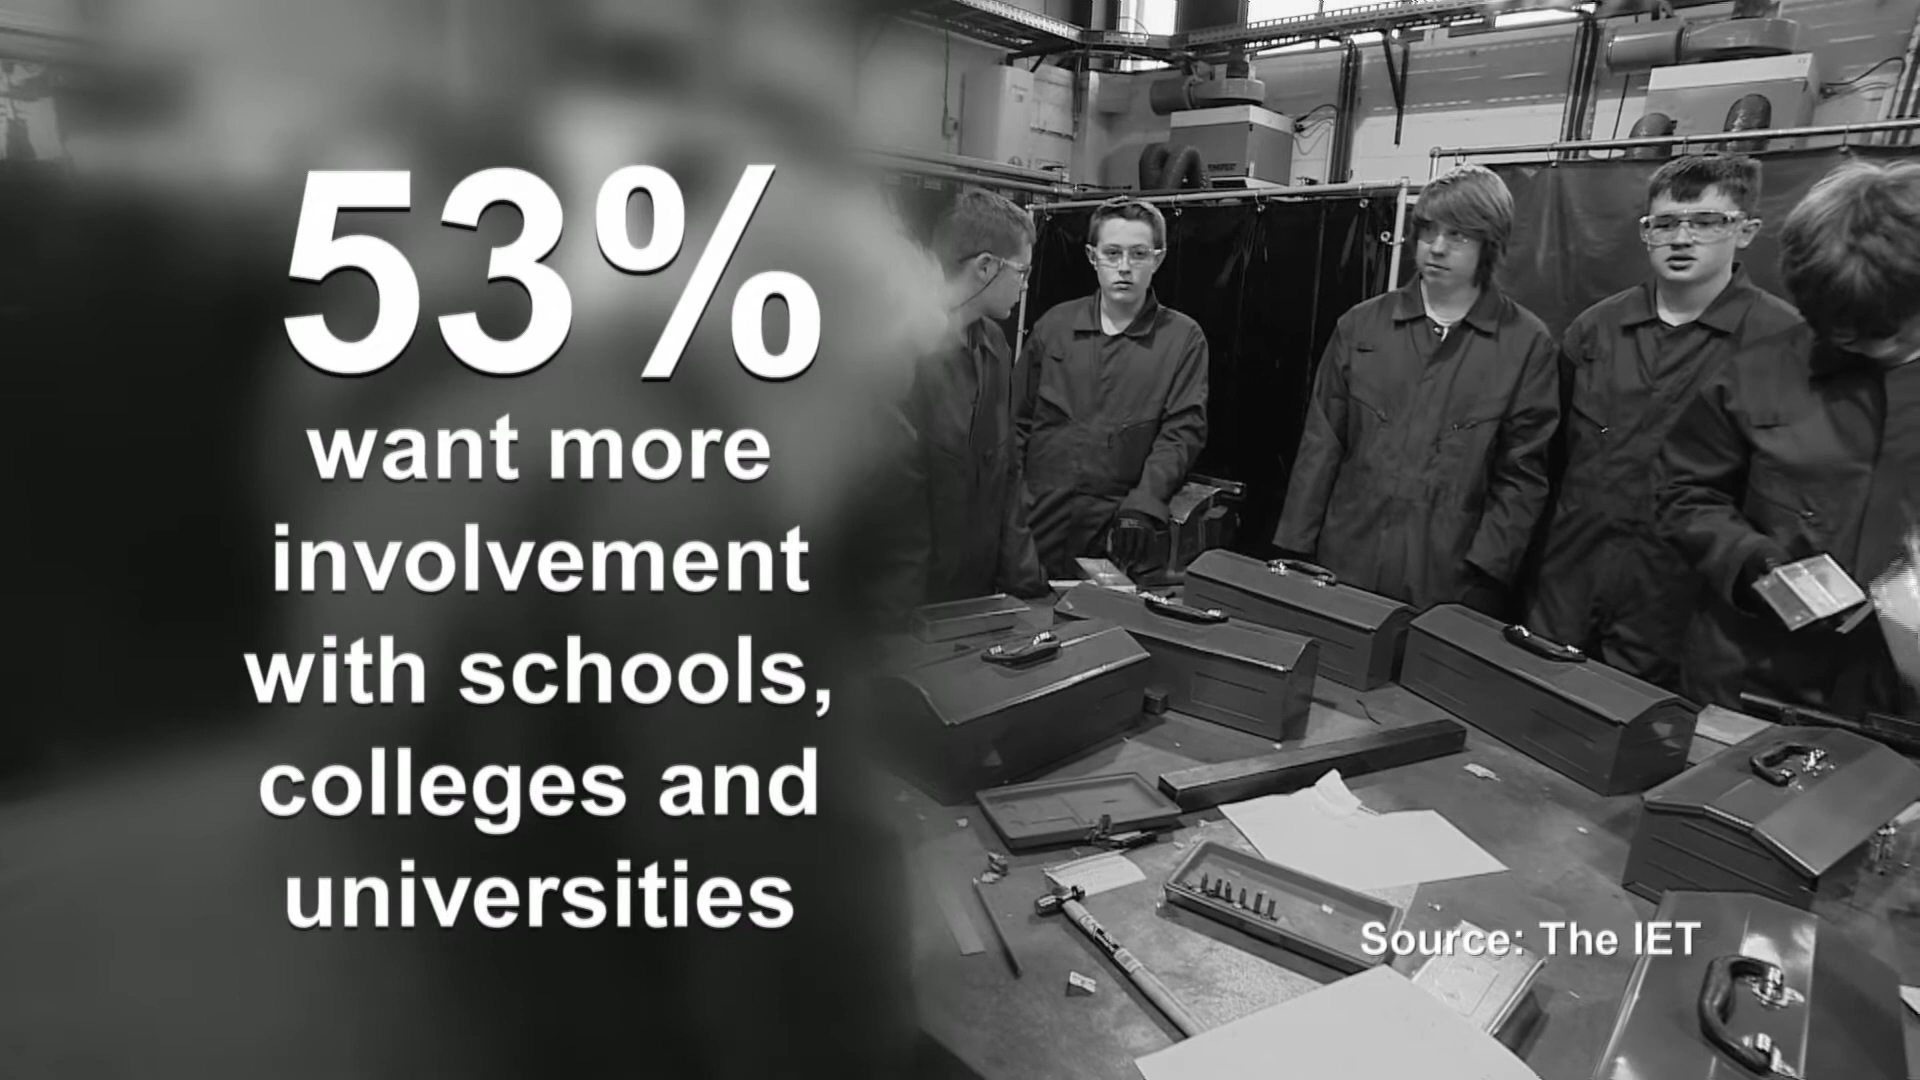 53%
want more
involvement
with schools,
colleges and
universities
Source: The IET